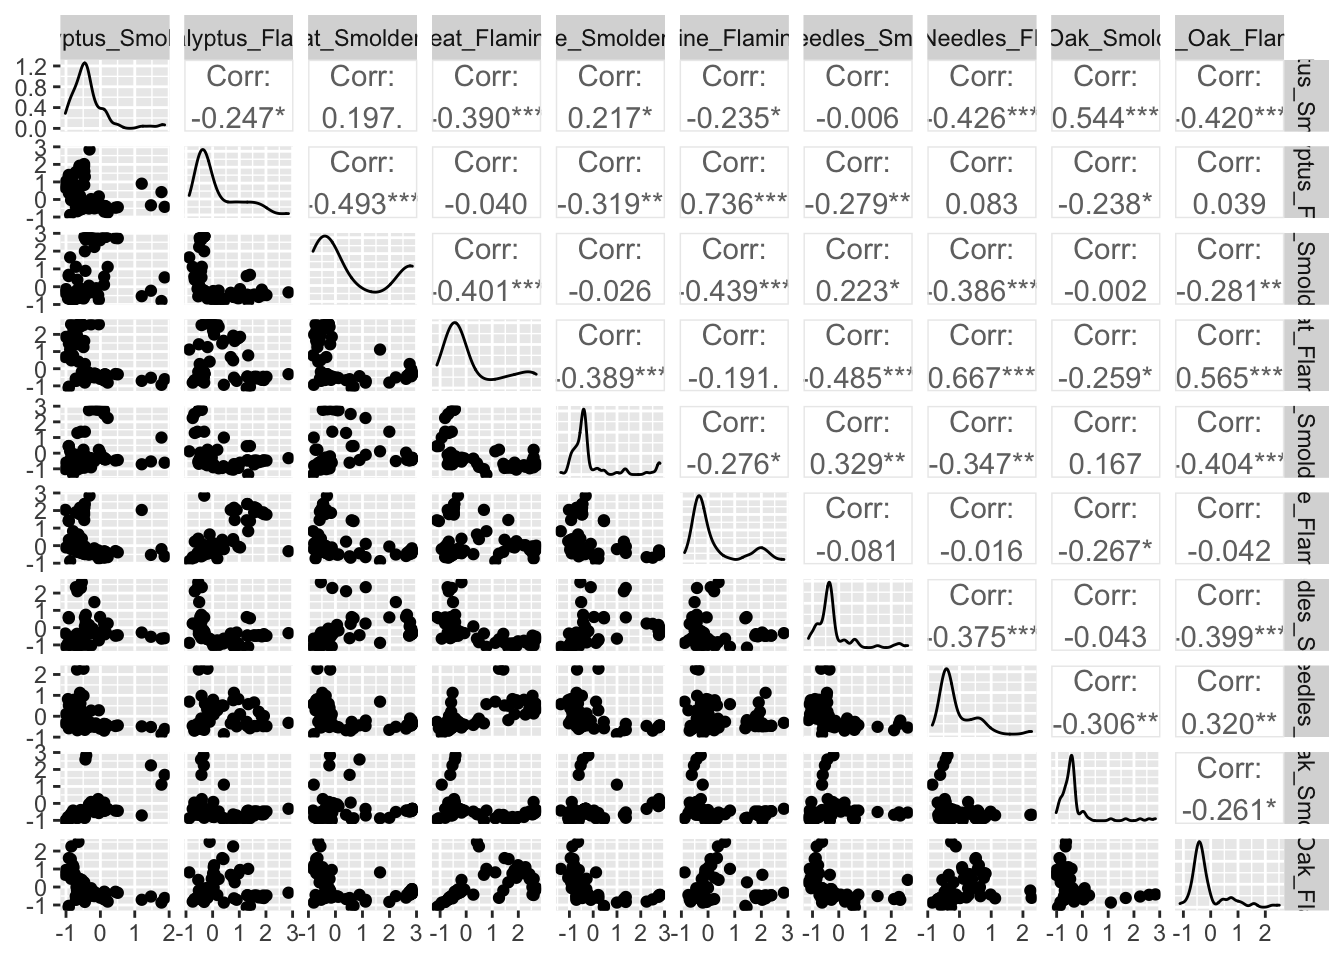 ptus_Smol lyptus_Fla at_Smolder eat_Flamin e_Smolder ine_Flamin eedles_Sm Needles_Fl Oak_Smolo _Oak_Flar
1.2 Corr: Corr: Corr: Corr: Corr: Corr: Corr: Corr: Corr: tus_Sm
0.8
0.4 -0.247* 0.197. -0.390*** 0.217* -0.235* -0.006 -0.426*** 0.544*** -0.420***
0.0
3 Corr: Corr: Corr: Corr: Corr: Corr: Corr: Corr: ptus_F
2
1
0 -0.493*** -0.040 -0.319** 0.736*** -0.279** 0.083 -0.238* 0.039
-1
3 Corr: Corr: Corr: Corr: Corr: Corr: Corr: _Smold
2
1
0 -0.401*** -0.026 -0.439*** 0.223* -0.386*** -0.002 -0.281**
-1
2 Corr: Corr: Corr: Corr: Corr: Corr: at_Flam
1
0 -0.389*** -0.191. -0.485*** 0.667*** -0.259* 0.565***
-1
3 Corr: Corr: Corr: Corr: Corr: _Smold
2
1
0 -0.276* 0.329** -0.347** 0.167 -0.404***
-1
3 Corr: Corr: Corr: Corr: e_Flam
2
1
0 -0.081 -0.016 -0.267* -0.042
-1
2 Corr: Corr: Corr: dles_S
1
0 -0.375*** -0.043 -0.399***
-1
2 Corr: Corr: eedles_
1
0 -0.306** 0.320**
-1
3 Corr: ak_Smo
2
1
0 -0.261*
-1
2 Oak_Fl
1
0
-1
-1 0 1 2 -1 0 1 2 3 -1 0 1 2 3 -1 0 1 2 -1 0 1 2 3 -1 0 1 2 3 -1 0 1 2 -1 0 1 2 -1 0 1 2 3 -1 0 1 2